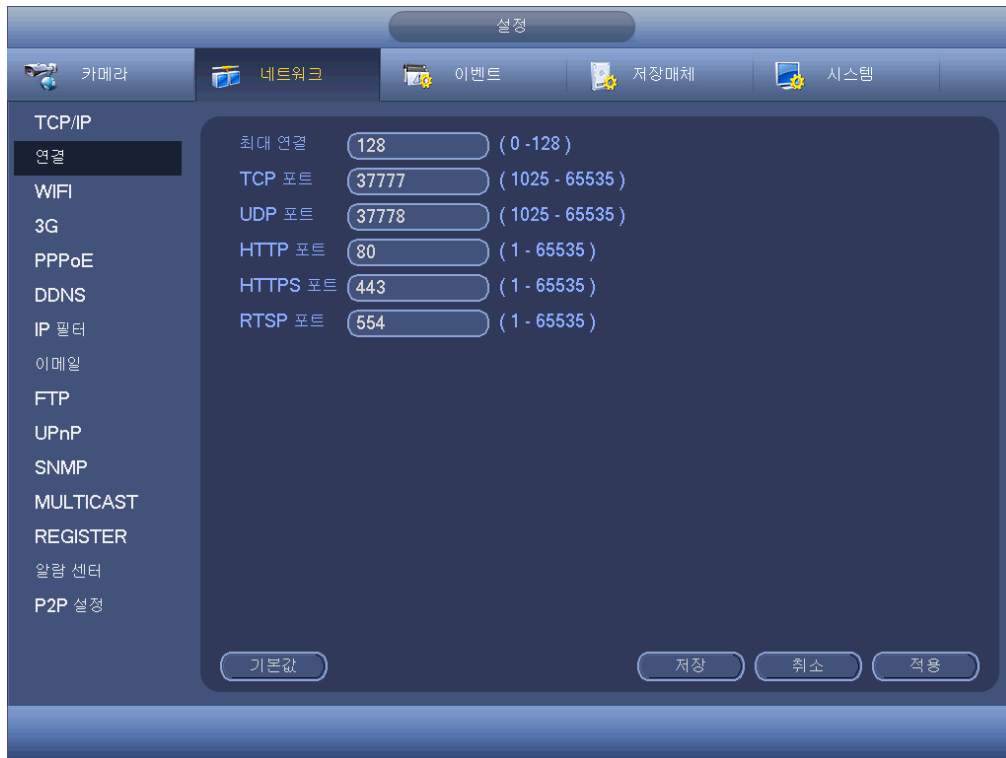 설정
카메라 네트워크 이벤트 저장매체 시스템
TCP/IP
연결
WIFI
3G
PPPoE
DDNS
IP 필터
이메일
FTP
UPnP
SNMP
MULTICAST
REGISTER
알람 센터
P2P 설정
최대 연결 128 ( 0 -128 )
TCP 포트 37777 ( 1025 - 65535 )
UDP 포트 37778 ( 1025 - 65535 )
HTTP 포트 80 ( 1 - 65535 )
HTTPS 포트 443 ( 1 - 65535 )
RTSP 포트 554 ( 1 - 65535 )
기본값 저장 취소 적용